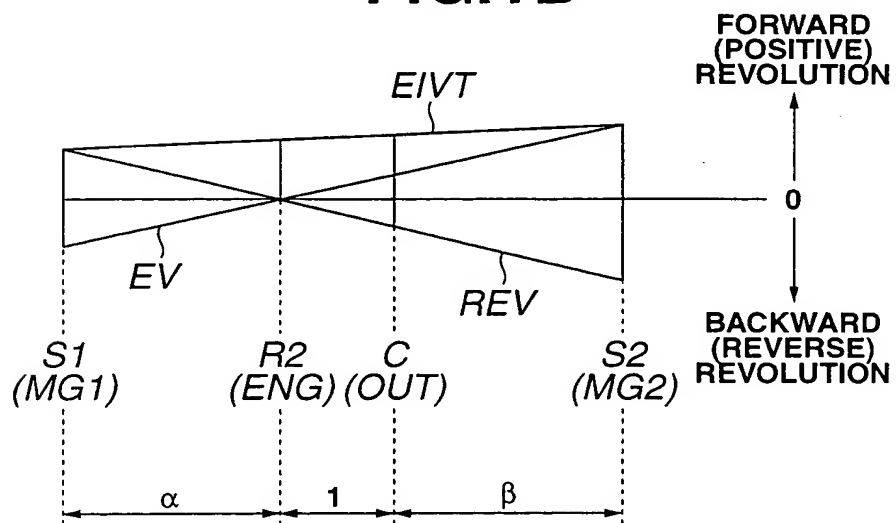 FORWARD
(POSITIVE)
REVOLUTION
EIVT
0
EV
REV
BACKWARD
(REVERSE)
REVOLUTION
S1
(MG1)
R2
(ENG)
C
(OUT)
S2
(MG2)
α
1
β